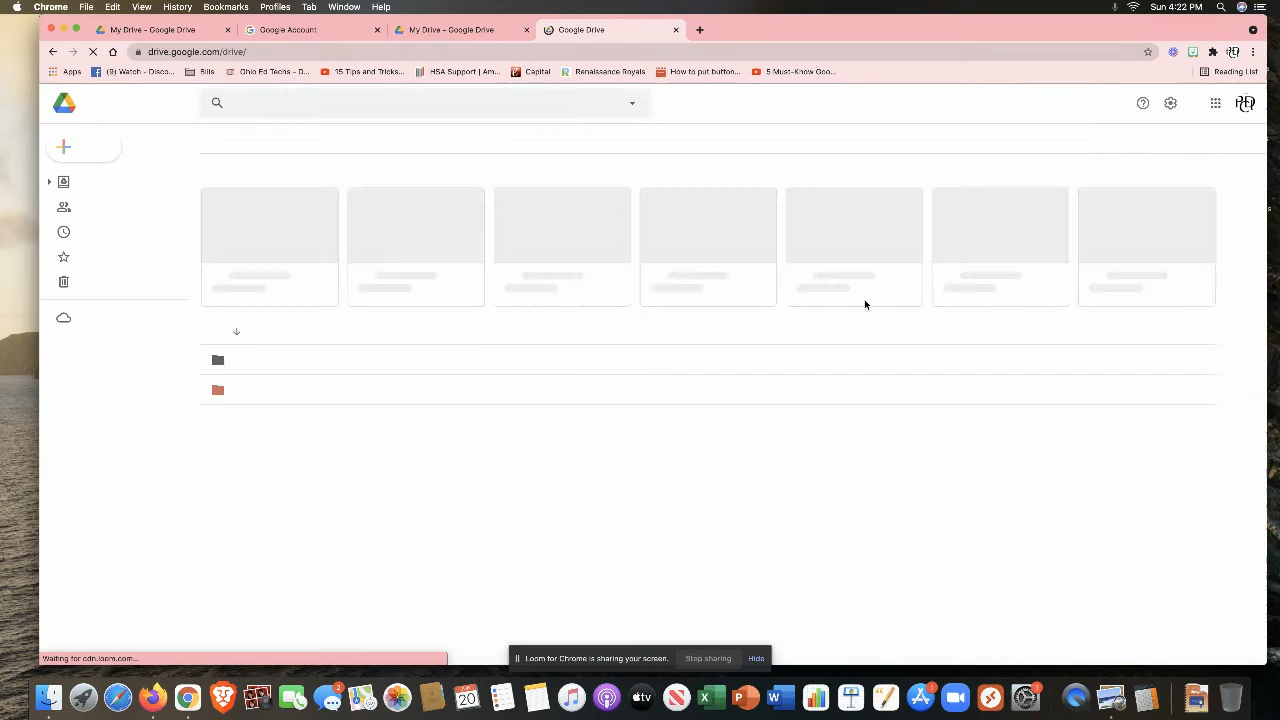 Chrome File Edit View History Bookmarks Profiles Tab Window Help Sun 4:22 PM
My Drive - Google Drive Google Account My Drive - Google Drive Google Drive
drive.google.com/drive/
Apps (9) Watch - Disco... Bills Ohio Ed Techs - D... 15 Tips and Tricks... HSA Support | Am... Capital Renaissance Royals How to put button... 5 Must-Know Goo... Reading List
Waiting for cdn.loom.com...
Loom for Chrome is sharing your screen. Stop sharing Hide